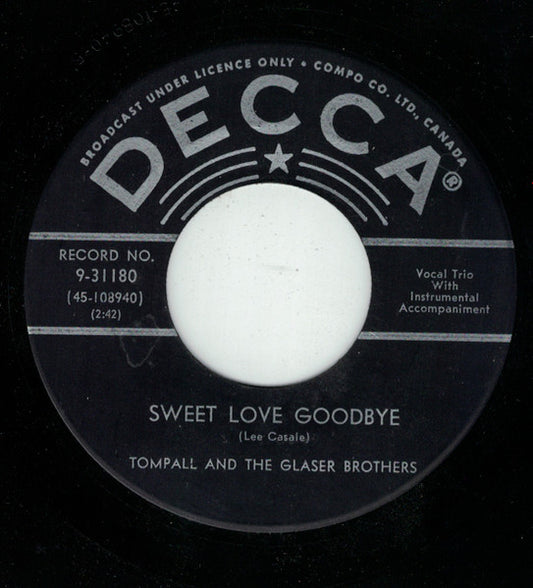 BROADCAST UNDER LICENCE ONLY • COMPO CO. LTD., CANADA
DECCA®
RECORD NO.
9-31180
(45-108940)
(2:42)
Vocal Trio
With
Instrumental
Accompaniment
SWEET LOVE GOODBYE
(Lee Casale)
TOMPALL AND THE GLASER BROTHERS